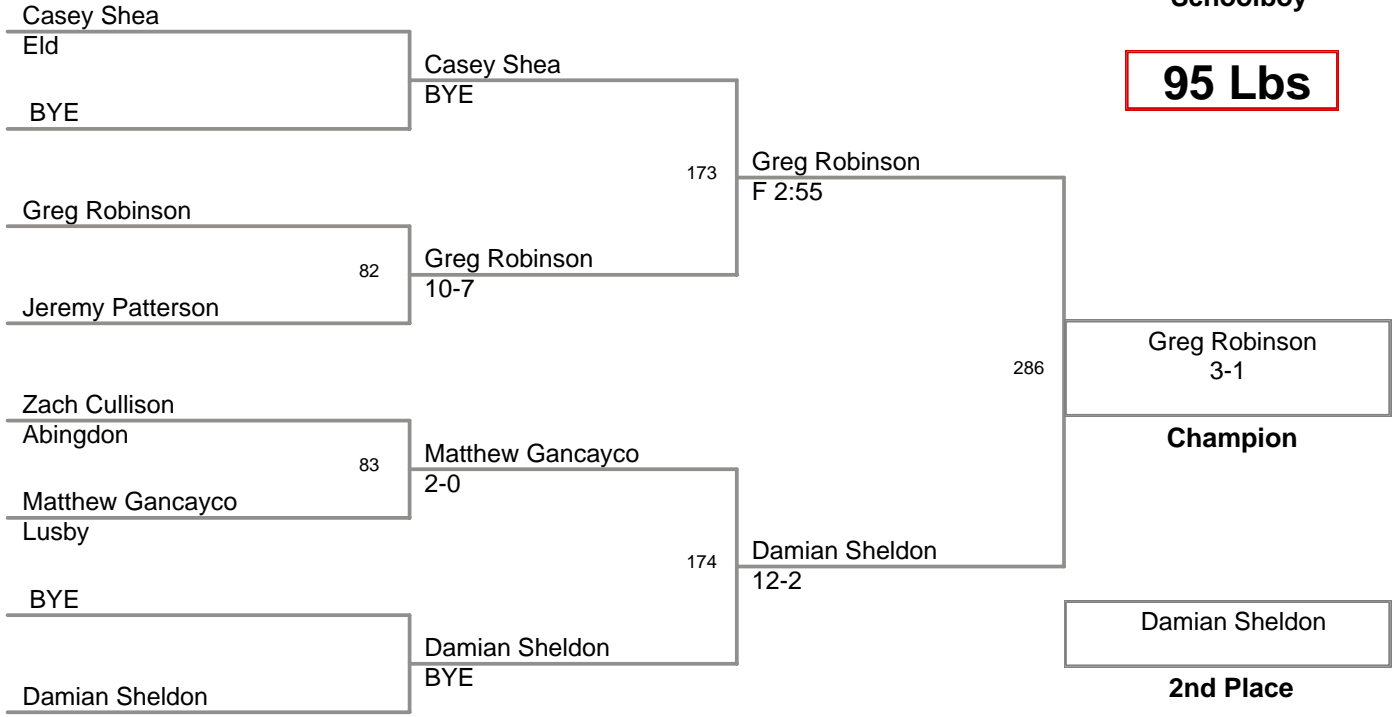 Schoolboy
95 Lbs
Casey Shea
Eld
BYE
Casey Shea
BYE
Greg Robinson
82
Jeremy Patterson
Greg Robinson
10-7
173
Greg Robinson
F 2:55
Zach Cullison
Abingdon
83
Matthew Gancayco
Lusby
Matthew Gancayco
2-0
BYE
Damian Sheldon
Damian Sheldon
BYE
174
Damian Sheldon
12-2
286
Greg Robinson
3-1
Champion
Damian Sheldon
2nd Place